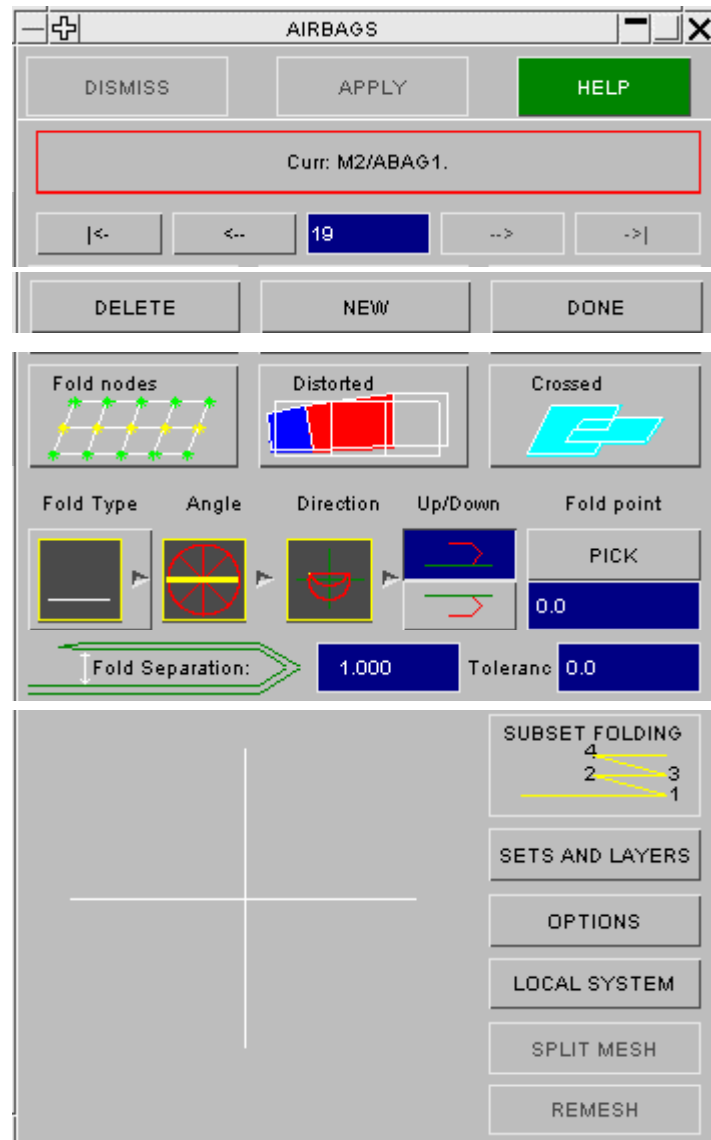 AIRBAGS
DISMISS APPLY HELP
Curr: M2/ABAG1.
|<- <-- 19 --> ->|
DELETE NEW DONE
Fold nodes Distorted Crossed
Fold Type Angle Direction Up/Down Fold point
PICK
0.0
Fold Separation: 1.000 Toleranc 0.0
SUBSET FOLDING
4
2 3
1
SETS AND LAYERS
OPTIONS
LOCAL SYSTEM
SPLIT MESH
REMESH